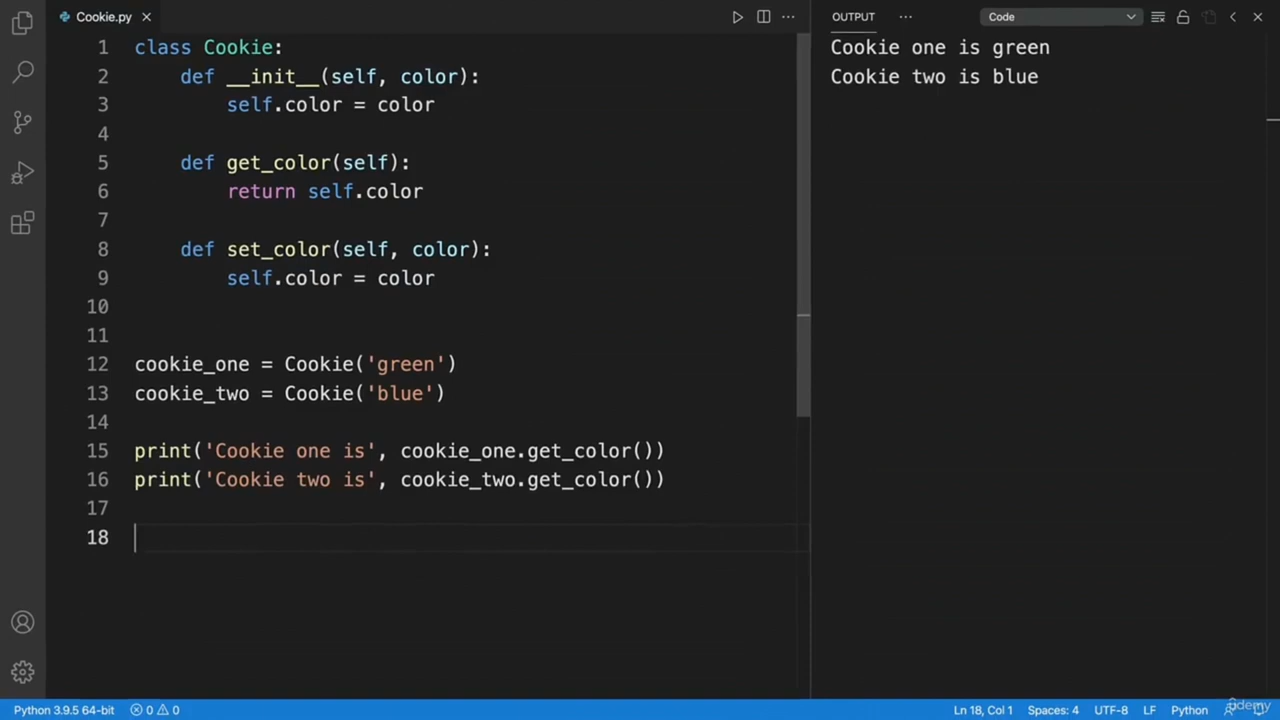 Cookie.py
1 class Cookie:
2     def __init__(self, color):
3         self.color = color
4
5     def get_color(self):
6         return self.color
7
8     def set_color(self, color):
9         self.color = color
10
11
12 cookie_one = Cookie('green')
13 cookie_two = Cookie('blue')
14
15 print('Cookie one is', cookie_one.get_color())
16 print('Cookie two is', cookie_two.get_color())
17
18
OUTPUT
Code
Cookie one is green
Cookie two is blue
Python 3.9.5 64-bit
0
0
Ln 18, Col 1
Spaces: 4
UTF-8
LF
Python
udemy